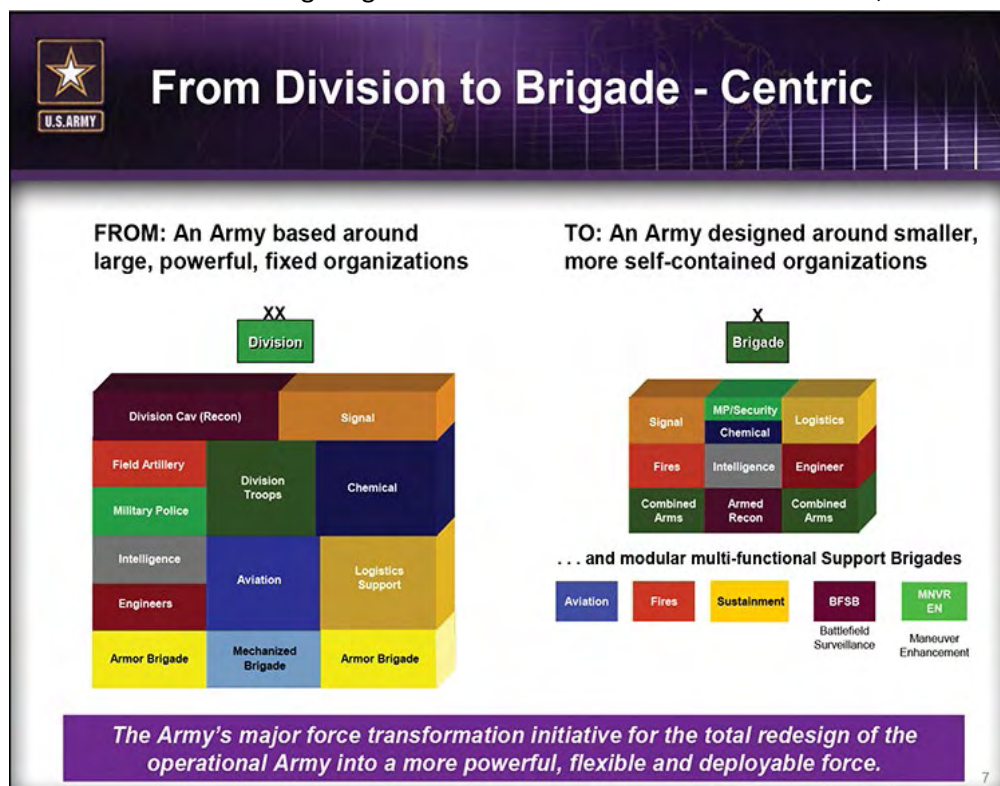 U.S.ARMY
From Division to Brigade - Centric
FROM: An Army based around
large, powerful, fixed organizations
XX
Division
Division Cav (Recon)
Signal
Field Artillery
Military Police
Division
Troops
Chemical
Intelligence
Engineers
Aviation
Logistics
Support
Armor Brigade
Mechanized
Brigade
Armor Brigade
TO: An Army designed around smaller,
more self-contained organizations
X
Brigade
Signal
MP/Security
Chemical
Logistics
Fires
Intelligence
Engineer
Combined
Arms
Armed
Recon
Combined
Arms
. . . and modular multi-functional Support Brigades
Aviation
Fires
Sustainment
BFSB
Battlefield
Surveillance
MNVR
EN
Maneuver
Enhancement
The Army's major force transformation initiative for the total redesign of the
operational Army into a more powerful, flexible and deployable force.
7